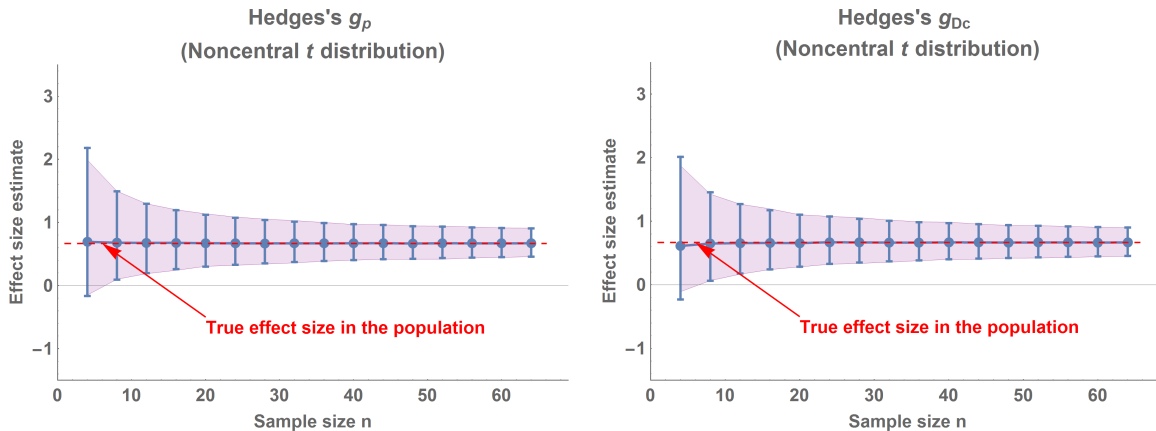 Hedges's gp
(Noncentral t distribution)
Effect size estimate
3
2
1
0
−1
True effect size in the population
0
10
20
30
40
50
60
Sample size n
Hedges's gDc
(Noncentral t distribution)
Effect size estimate
3
2
1
0
−1
True effect size in the population
0
10
20
30
40
50
60
Sample size n